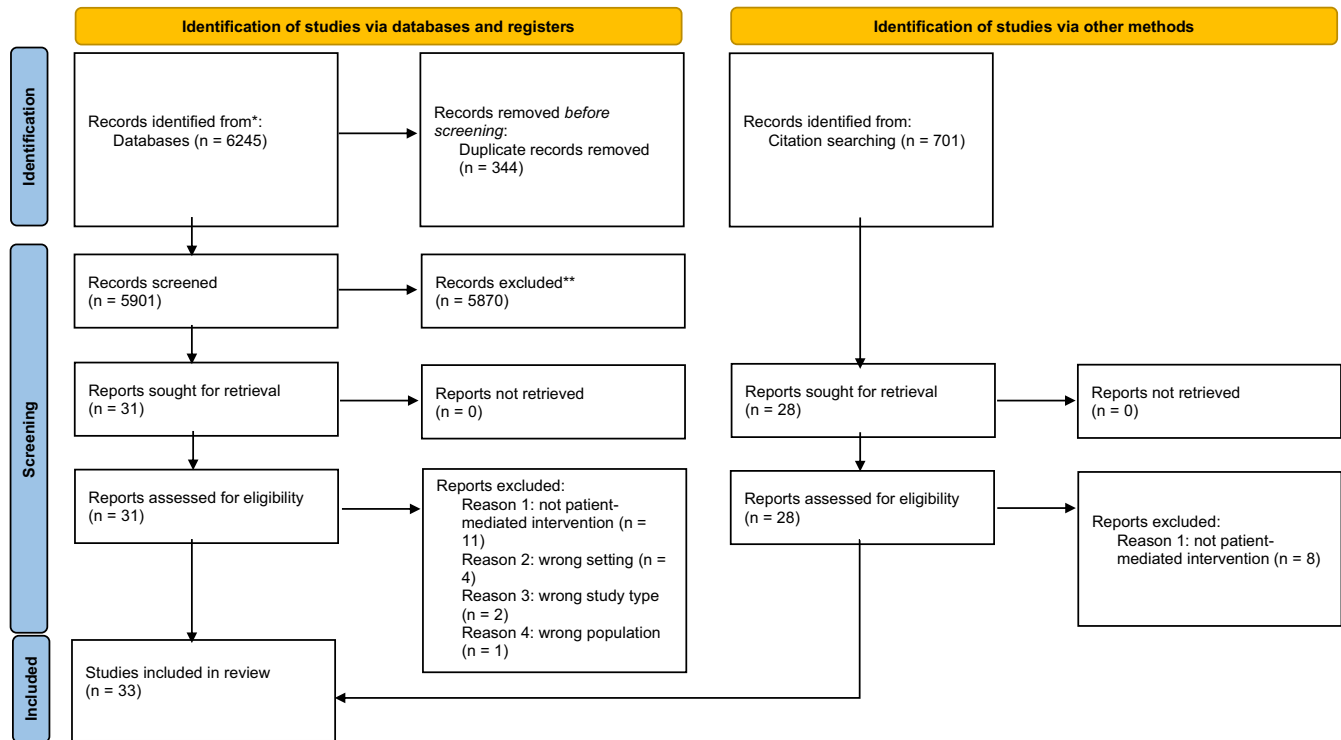 Identification of studies via databases and registers
Identification of studies via other methods
Identification
Records identified from*:
Databases (n = 6245)
Records removed before
screening:
Duplicate records removed
(n = 344)
Records identified from:
Citation searching (n = 701)
Screening
Records screened
(n = 5901)
Records excluded**
(n = 5870)
Reports sought for retrieval
(n = 31)
Reports not retrieved
(n = 0)
Reports sought for retrieval
(n = 28)
Reports not retrieved
(n = 0)
Reports assessed for eligibility
(n = 31)
Reports excluded:
Reason 1: not patient-
mediated intervention (n =
11)
Reason 2: wrong setting (n =
4)
Reason 3: wrong study type
(n = 2)
Reason 4: wrong population
(n = 1)
Reports assessed for eligibility
(n = 28)
Reports excluded:
Reason 1: not patient-
mediated intervention (n = 8)
Included
Studies included in review
(n = 33)